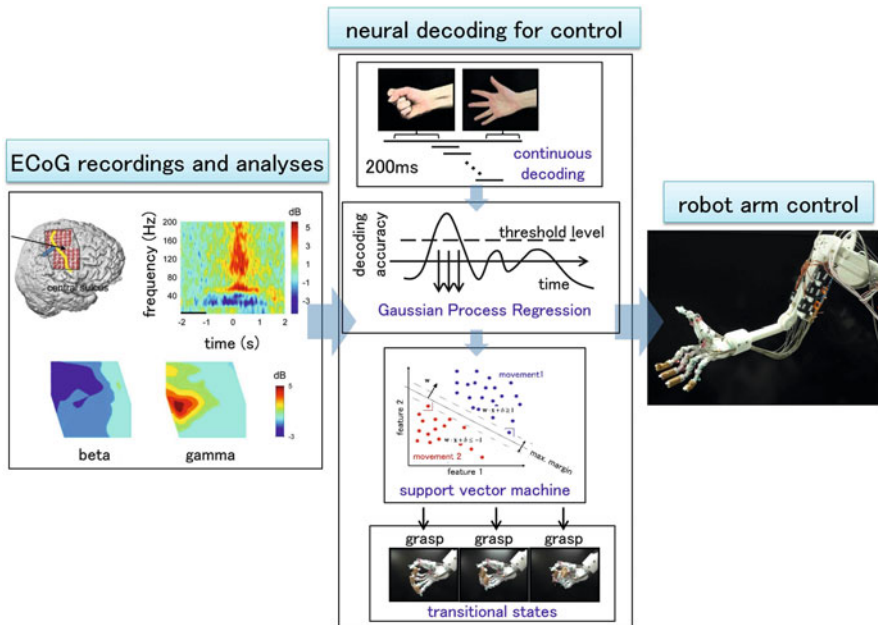 neural decoding for control
ECoG recordings and analyses
robot arm control
200ms
continuous
decoding
decoding
accuracy
threshold level
time
Gaussian Process Regression
central sulcus
frequency (Hz)
200
160
120
80
40
-2 -1 0 1 2
time (s)
dB
5
3
1
-1
-3
dB
5
-3
beta
gamma
movement1
w
w·x+b≥1
w·x+b≤-1
feature 2
movement 2
feature 1
max. margin
support vector machine
grasp grasp grasp
transitional states